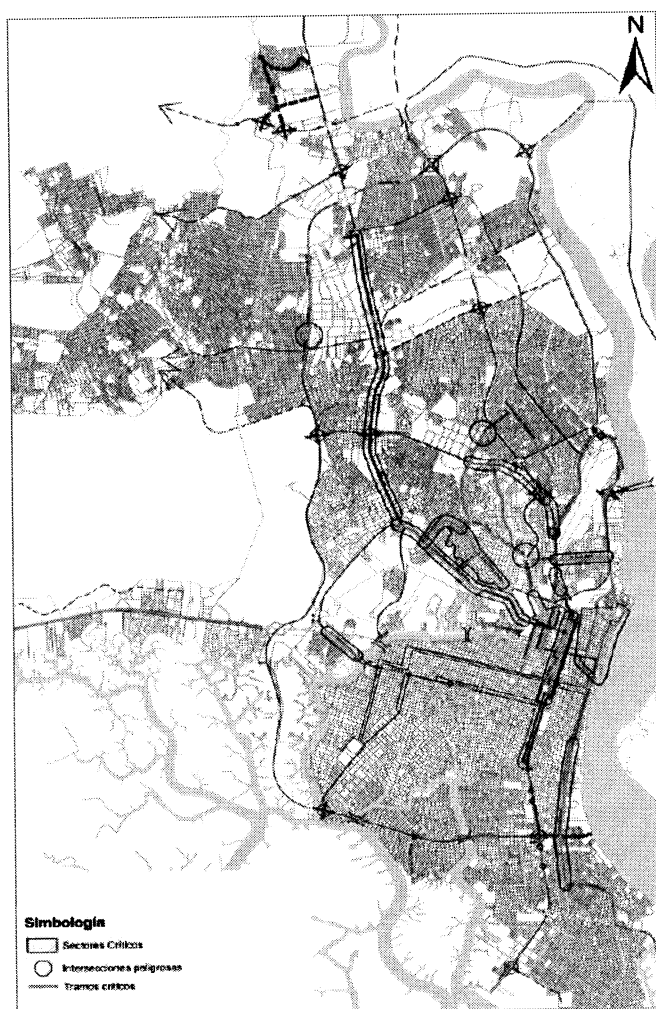 N
Simbología
Sectores Críticos
Intersecciones peligrosas
Tramos críticos